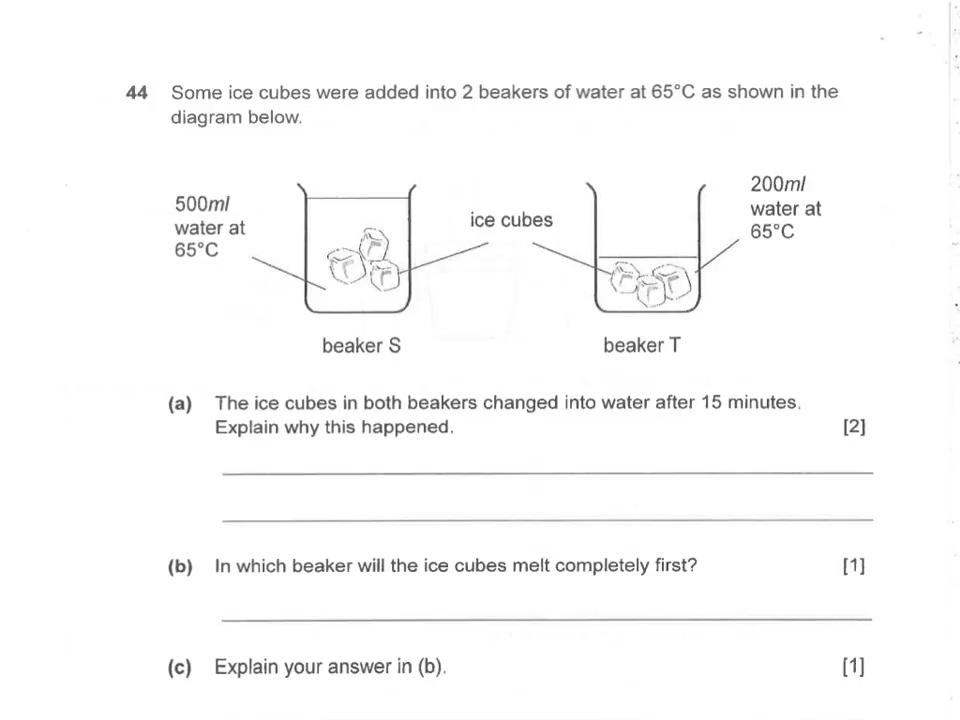 44 Some ice cubes were added into 2 beakers of water at 65°C as shown in the
diagram below.
500ml
water at
65°C
ice cubes
200ml
water at
65°C
beaker S
beaker T
(a) The ice cubes in both beakers changed into water after 15 minutes.
Explain why this happened. [2]
(b) In which beaker will the ice cubes melt completely first? [1]
(c) Explain your answer in (b). [1]